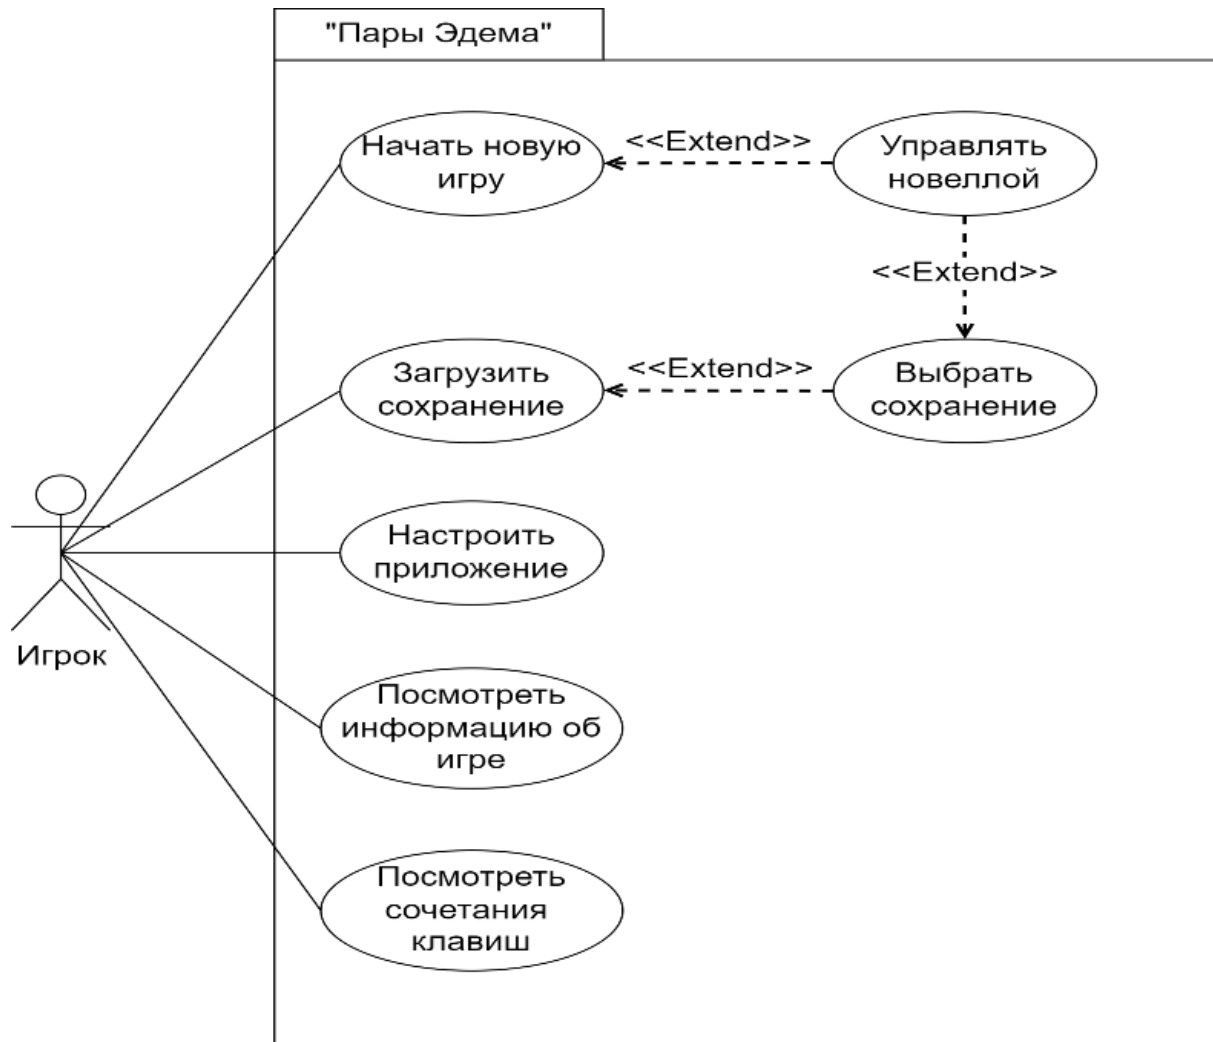 "Пары Эдема"
Начать новую
игру
<<Extend>>
Управлять
новеллой
<<Extend>>
Загрузить
сохранение
<<Extend>>
Выбрать
сохранение
Настроить
приложение
Игрок
Посмотреть
информацию об
игре
Посмотреть
сочетания
клавиш